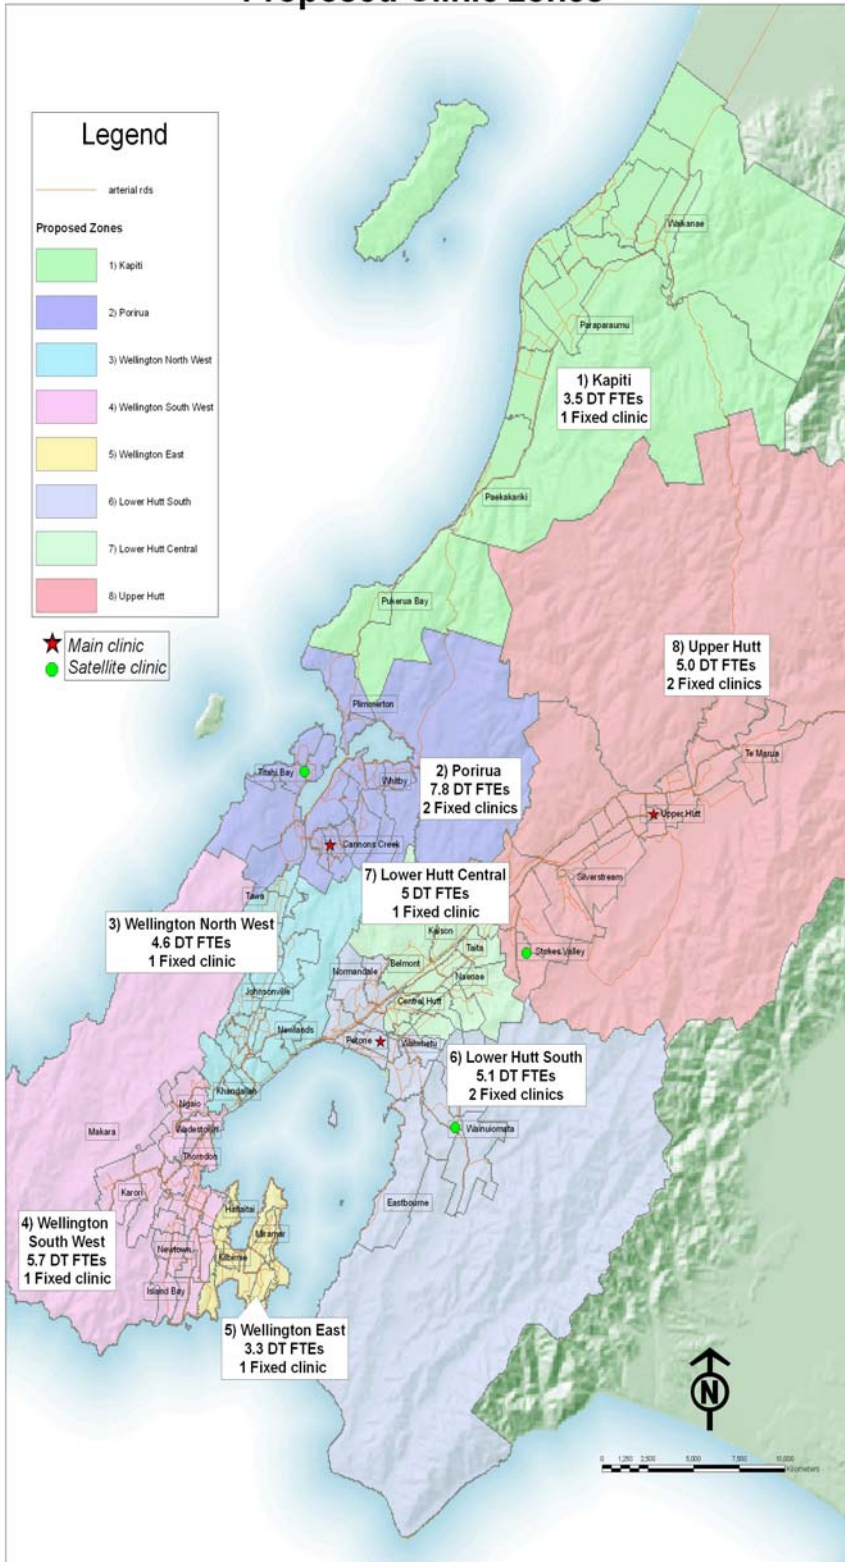 Proposed Clinic Zones
Legend
arterial rds
Proposed Zones
1) Kapiti
2) Porirua
3) Wellington North West
4) Wellington South West
5) Wellington East
6) Lower Hutt South
7) Lower Hutt Central
8) Upper Hutt
Main clinic
Satellite clinic
Waikanae
Paraparaumu
1) Kapiti
3.5 DT FTEs
1 Fixed clinic
Paekakariki
Pukerua Bay
8) Upper Hutt
5.0 DT FTEs
2 Fixed clinics
Plimmerton
Te Marua
Titahi Bay
Whitby
2) Porirua
7.8 DT FTEs
2 Fixed clinics
Upper Hutt
Cannons Creek
7) Lower Hutt Central
5 DT FTEs
1 Fixed clinic
Silverstream
Tawa
3) Wellington North West
4.6 DT FTEs
1 Fixed clinic
Kelson
Taita
Stokes Valley
Belmont
Normandale
Naenae
Johnsonville
Central Hutt
Newlands
Petone
Waiwhetu
6) Lower Hutt South
5.1 DT FTEs
2 Fixed clinics
Khandallah
Ngaio
Makara
Wadestown
Wainuiomata
Thorndon
Karori
Eastbourne
Hataitai
4) Wellington
South West
5.7 DT FTEs
1 Fixed clinic
Miramar
Newtown
Kilbirnie
Island Bay
5) Wellington East
3.3 DT FTEs
1 Fixed clinic
N
0 1,250 2,500 5,000 7,500 10,000
Kilometers